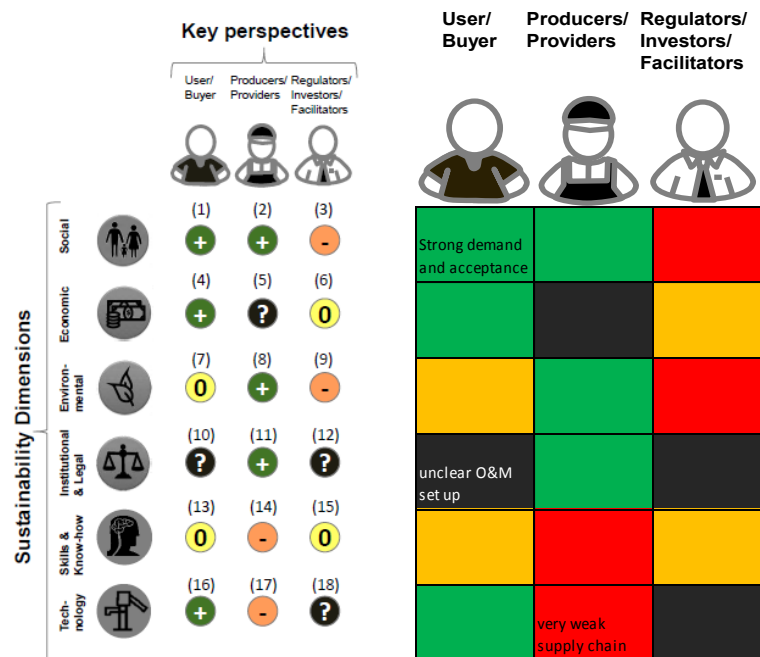 Key perspectives
User/
Buyer
Producers/
Providers
Regulators/
Investors/
Facilitators
User/
Buyer
Producers/
Providers
Regulators/
Investors/
Facilitators
Sustainability Dimensions
Social
(1) (2) (3)
+ + -
Strong demand
and acceptance
Economic
(4) (5) (6)
+ ? 0
Environ-
mental
(7) (8) (9)
0 + -
Institutional
& Legal
(10) (11) (12)
? + ?
unclear O&M
set up
Skills &
Know-how
(13) (14) (15)
0 - 0
Tech-
nology
(16) (17) (18)
+ - ?
very weak
supply chain